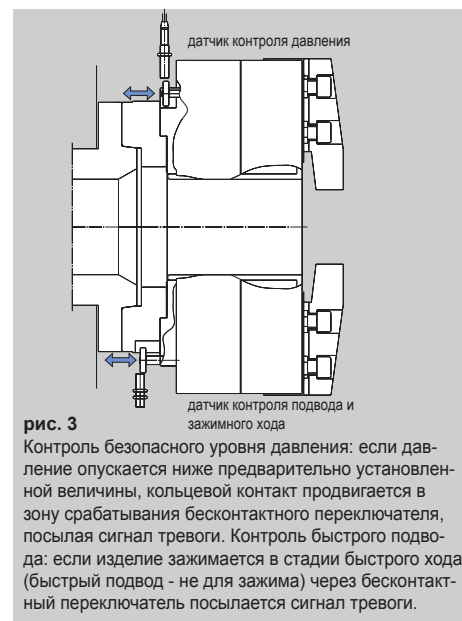 датчик контроля давления
датчик контроля подвода и
зажимного хода
рис. 3
Контроль безопасного уровня давления: если дав-
ление опускается ниже предварительно установлен-
ной величины, кольцевой контакт продвигается в
зону срабатывания бесконтактного переключателя,
посылая сигнал тревоги. Контроль быстрого подво-
да: если изделие зажимается в стадии быстрого хода
(быстрый подвод - не для зажима) через бесконтакт-
ный переключатель посылается сигнал тревоги.